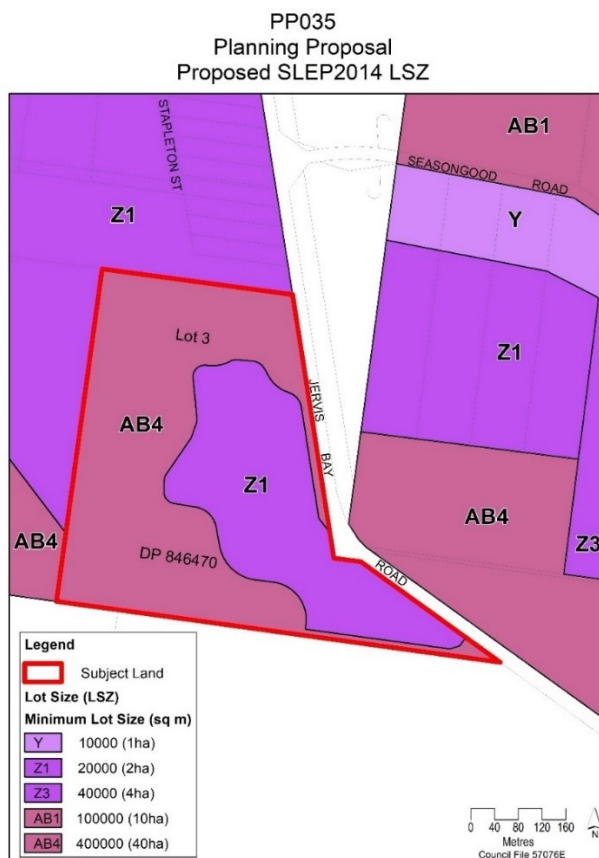 PP035
Planning Proposal
Proposed SLEP2014 LSZ
STAPLETON ST
AB1
SEASONGOOD ROAD
Z1
Y
Lot 3
Z1
JERVIS BAY ROAD
AB4
Z1
AB4
AB4
DP 846470
Z3
Legend
Subject Land
Lot Size (LSZ)
Minimum Lot Size (sq m)
Y 10000 (1ha)
Z1 20000 (2ha)
Z3 40000 (4ha)
AB1 100000 (10ha)
AB4 400000 (40ha)
0 40 80 120 160
Metres
Council File 57076E
N